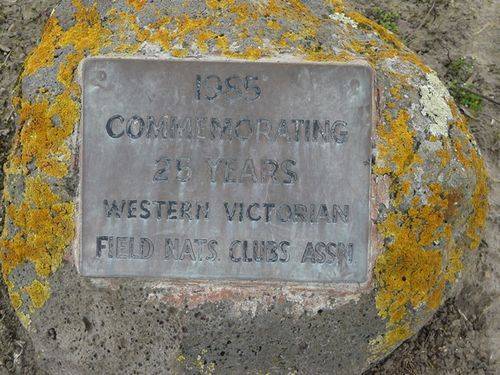 1985
COMMEMORATING
25 YEARS
WESTERN VICTORIAN
FIELD NATS. CLUBS ASSN